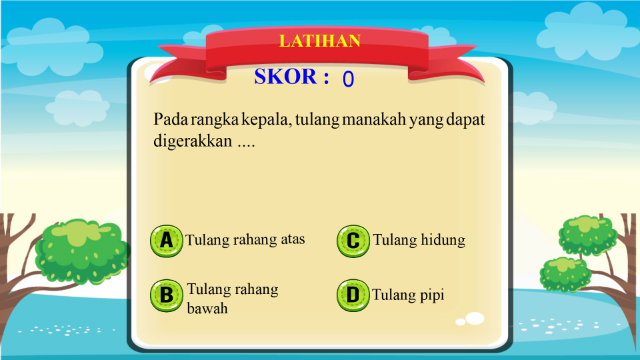 LATIHAN
SKOR : 0
Pada rangka kepala, tulang manakah yang dapat
digerakkan ....
A Tulang rahang atas
C Tulang hidung
B Tulang rahang
bawah
D Tulang pipi